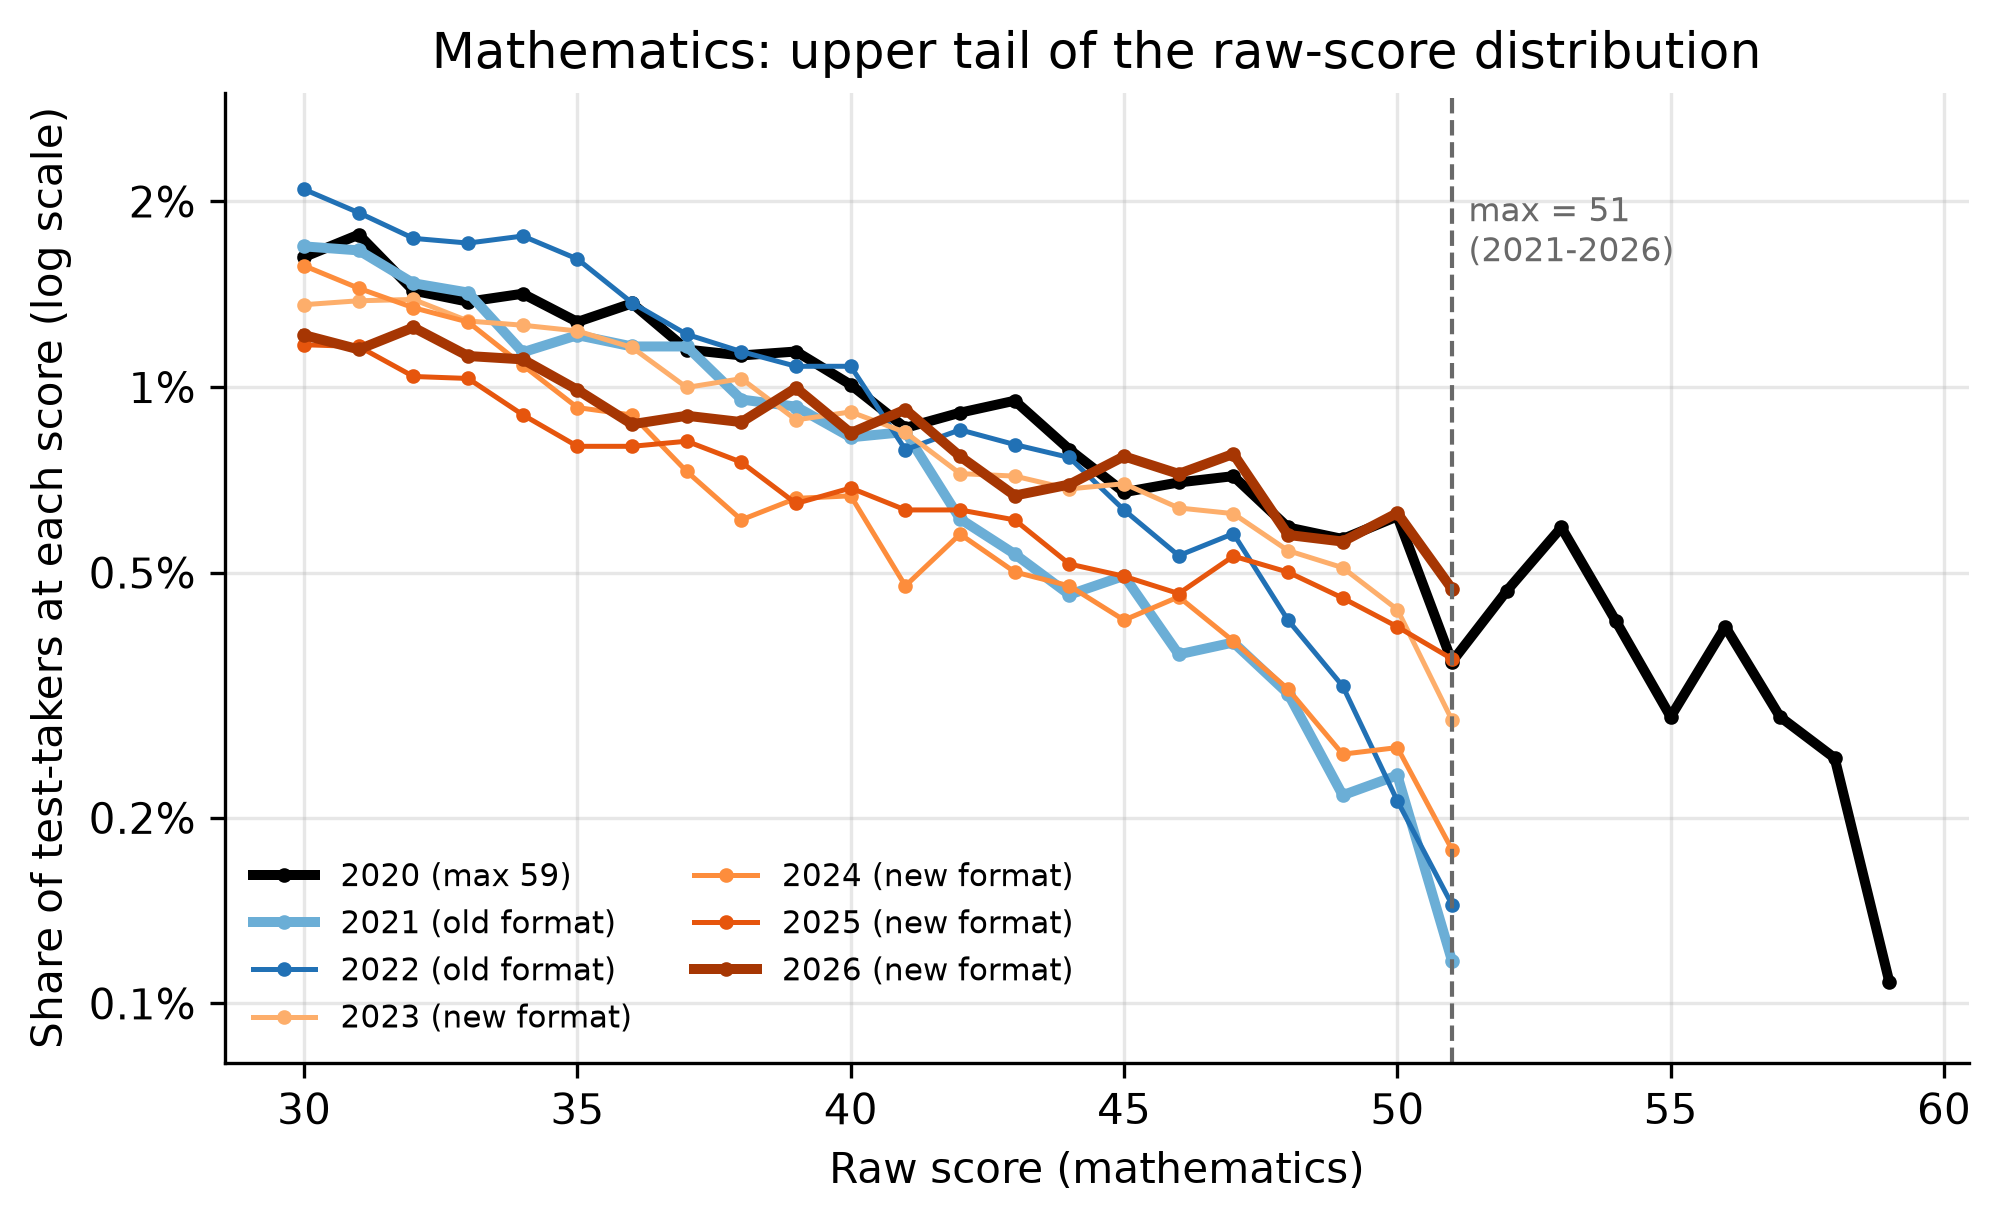 Mathematics: upper tail of the raw-score distribution
Share of test-takers at each score (log scale)
2%
1%
0.5%
0.2%
0.1%
max = 51
(2021-2026)
2020 (max 59)
2021 (old format)
2022 (old format)
2023 (new format)
2024 (new format)
2025 (new format)
2026 (new format)
30 35 40 45 50 55 60
Raw score (mathematics)